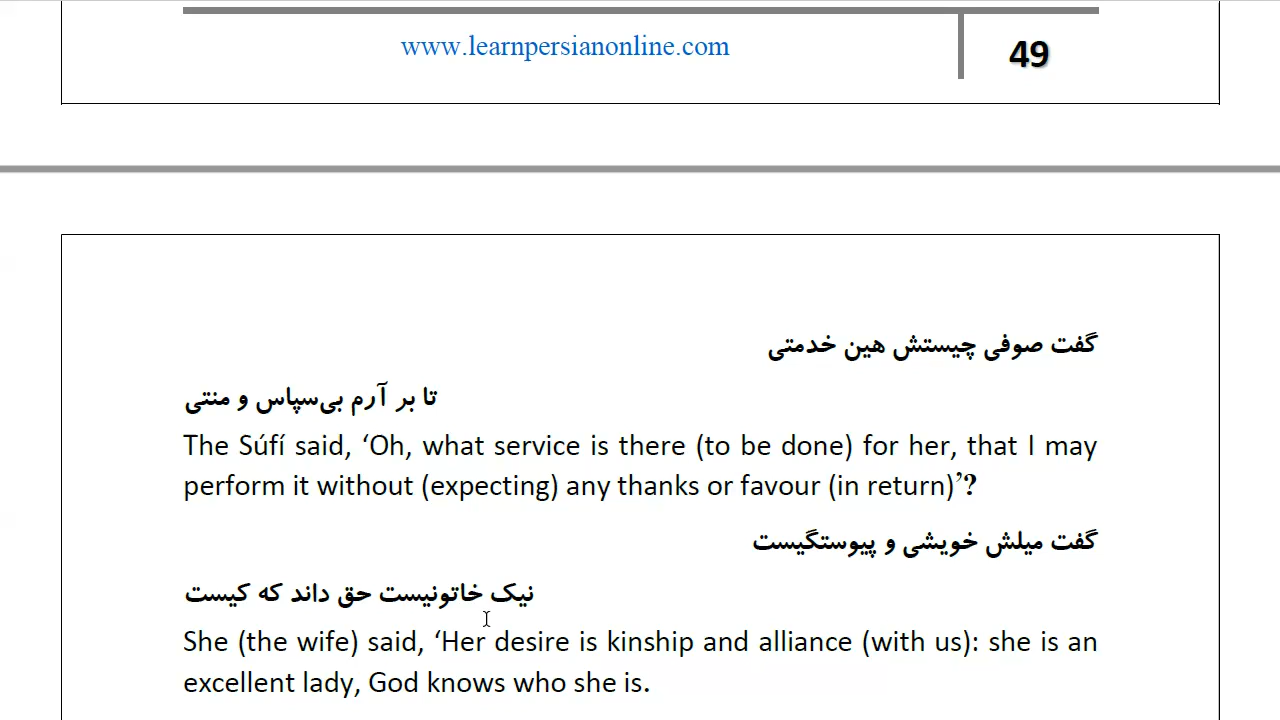 www.learnpersianonline.com
49
گفت صوفی چیستش هین خدمتی
تا بر آرم بی‌سپاس و منتی
The Súfí said, ‘Oh, what service is there (to be done) for her, that I may
perform it without (expecting) any thanks or favour (in return)’?
گفت میلش خویشی و پیوستگیست
نیک خاتونیست حق داند که کیست
She (the wife) said, ‘Her desire is kinship and alliance (with us): she is an
excellent lady, God knows who she is.